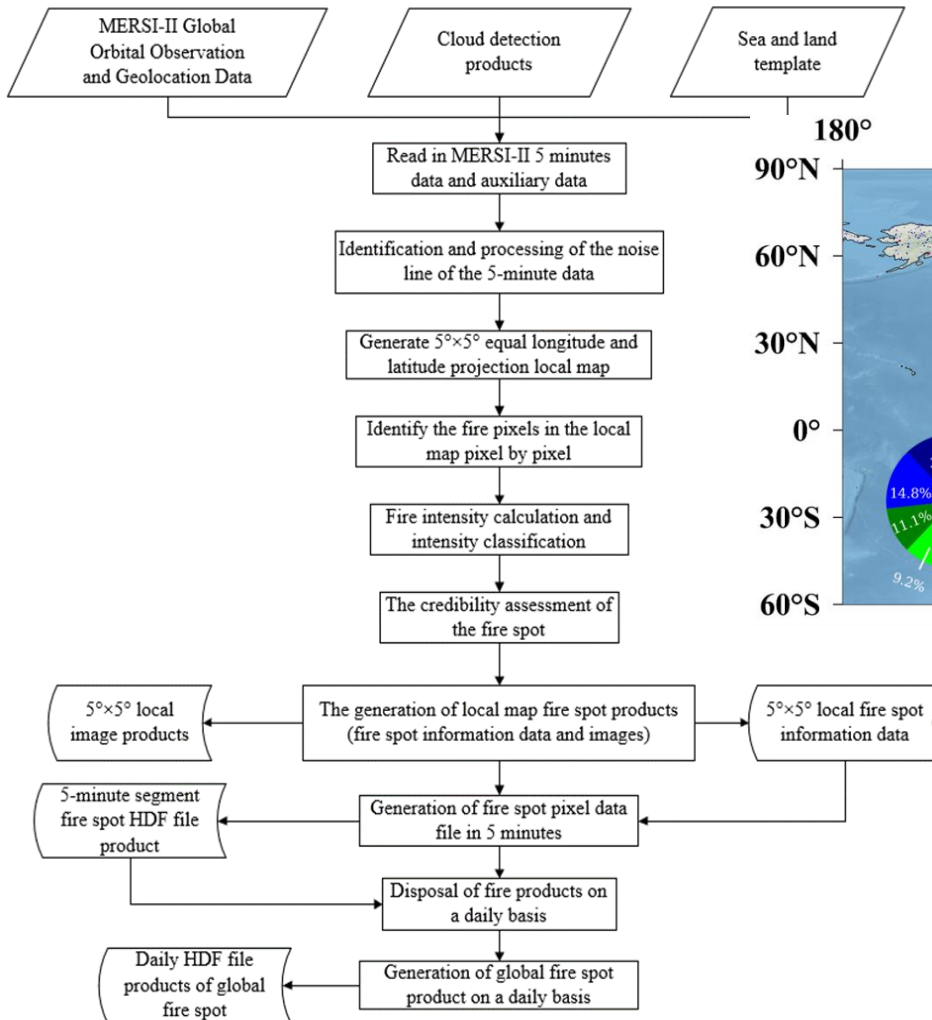 MERSI-II Global
Orbital Observation
and Geolocation Data
Cloud detection
products
Sea and land
template
Read in MERSI-II 5 minutes
data and auxiliary data
Identification and processing of the noise
line of the 5-minute data
Generate 5°×5° equal longitude and
latitude projection local map
Identify the fire pixels in the local
map pixel by pixel
Fire intensity calculation and
intensity classification
The credibility assessment of
the fire spot
5°×5° local
image products
The generation of local map fire spot products
(fire spot information data and images)
5°×5° local fire spot
information data
5-minute segment
fire spot HDF file
product
Generation of fire spot pixel data
file in 5 minutes
Disposal of fire products on
a daily basis
Daily HDF file
products of global
fire spot
Generation of global fire spot
product on a daily basis
180°
90°N
60°N
30°N
0°
30°S
60°S
14.8%
11.1%
9.2%